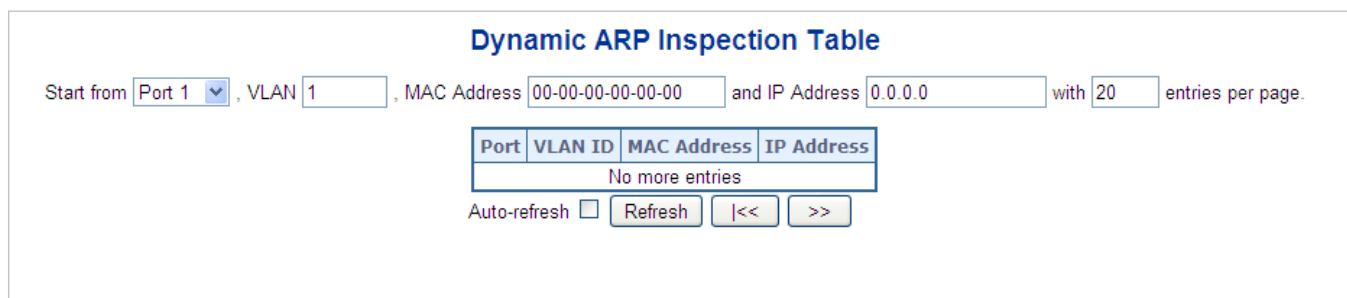 Dynamic ARP Inspection Table
Start from Port 1 , VLAN 1 , MAC Address 00-00-00-00-00-00 and IP Address 0.0.0.0 with 20 entries per page.
Port VLAN ID MAC Address IP Address
No more entries
Auto-refresh Refresh |<< >>